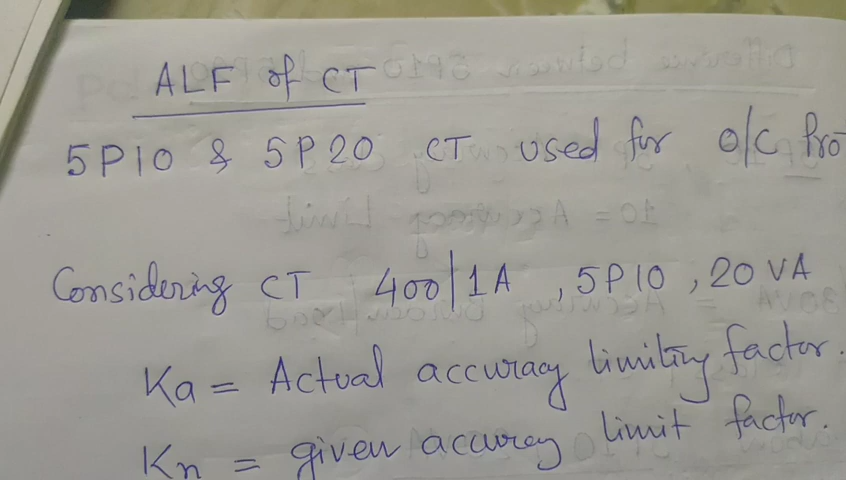 ALF of CT
5P10 & 5P20 CT used for O/C Pro
Considering CT 400/1A , 5P10 , 20 VA
Ka = Actual accuracy limiting factor.
Kn = given accuracy limit factor.